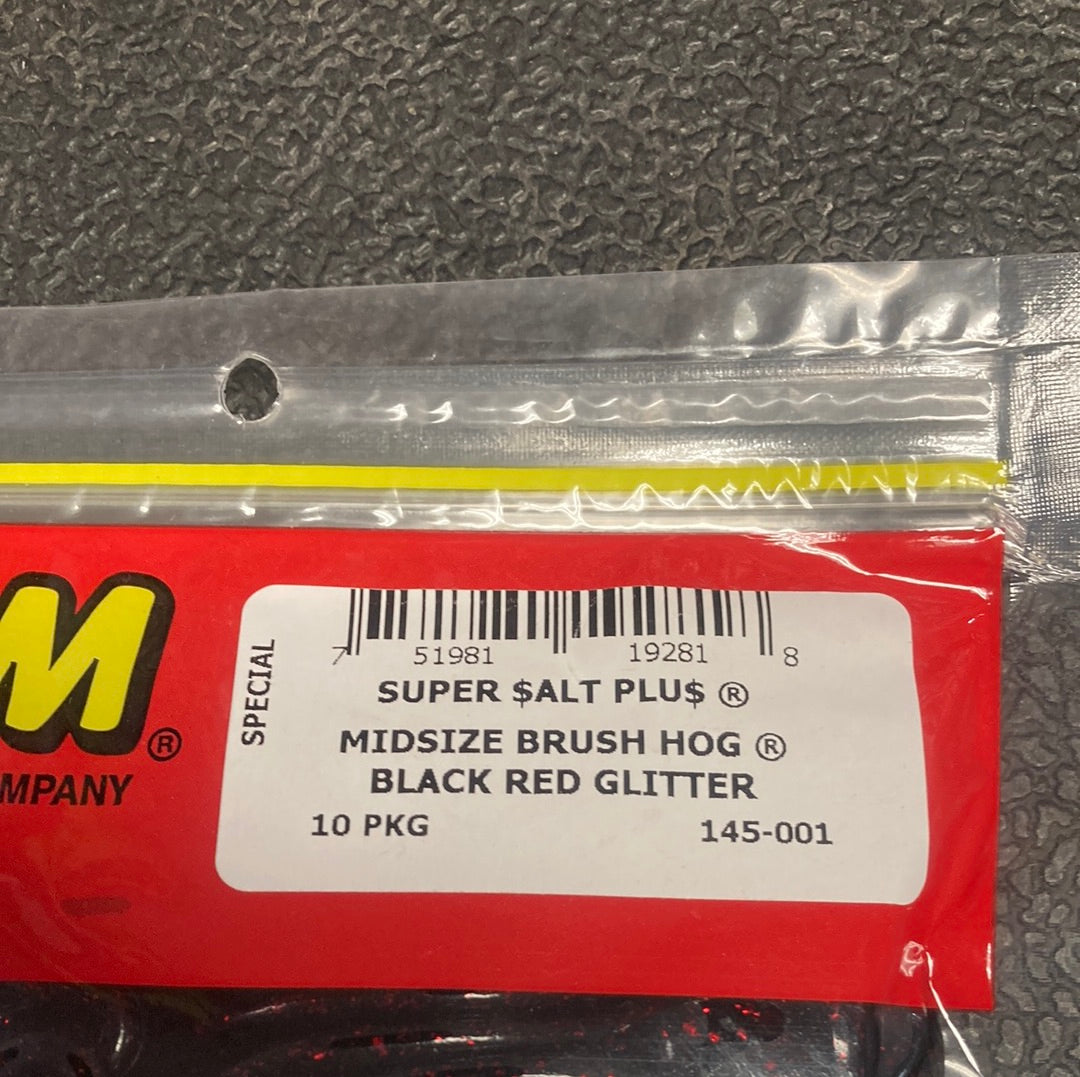 M®
MPANY
SPECIAL
7 51981 19281 8
SUPER $ALT PLU$ ®
MIDSIZE BRUSH HOG ®
BLACK RED GLITTER
10 PKG 145-001